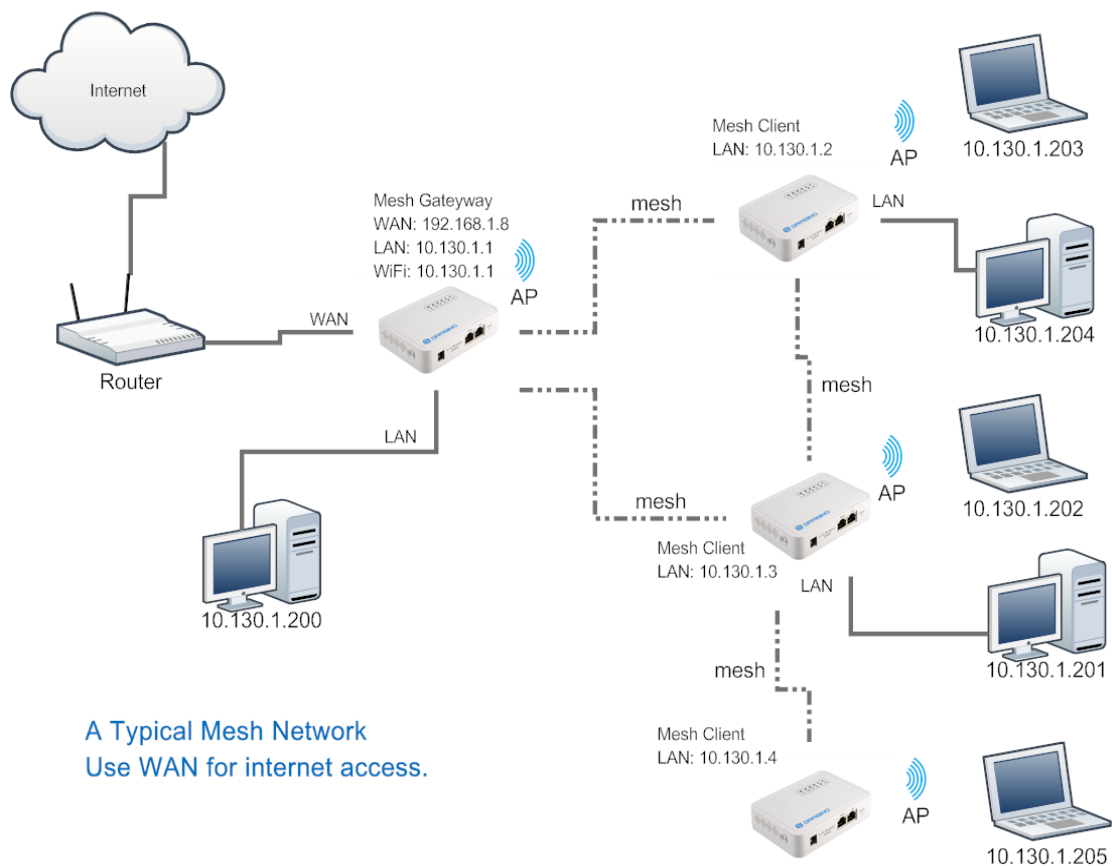 Internet
Mesh Client
LAN: 10.130.1.2
AP
10.130.1.203
LAN
10.130.1.204
mesh
Mesh Gateyway
WAN: 192.168.1.8
LAN: 10.130.1.1
WiFi: 10.130.1.1
AP
DRAGINO
DRAGINO
WAN
Router
LAN
10.130.1.200
mesh
mesh
AP
10.130.1.202
DRAGINO
Mesh Client
LAN: 10.130.1.3
LAN
10.130.1.201
mesh
Mesh Client
LAN: 10.130.1.4
DRAGINO
AP
10.130.1.205
A Typical Mesh Network
Use WAN for internet access.